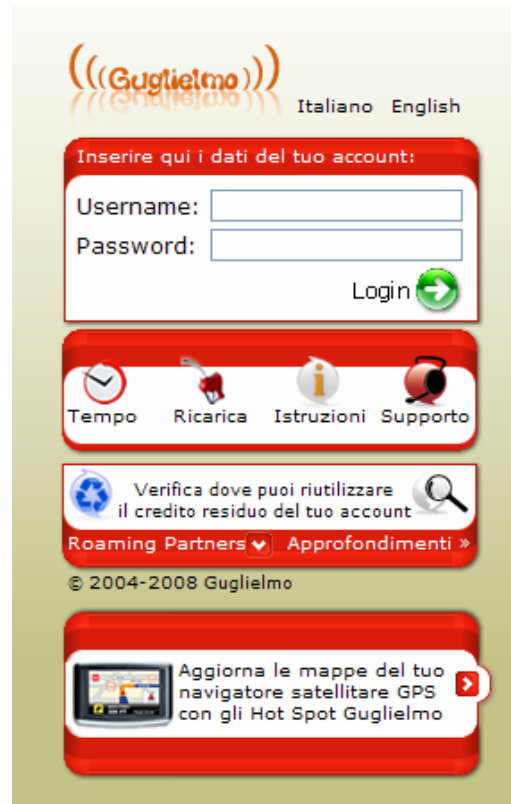 (((Guglielmo)))
Italiano English
Inserire qui i dati del tuo account:
Username:
Password:
Login
Tempo Ricarica Istruzioni Supporto
Verifica dove puoi riutilizzare
il credito residuo del tuo account
Roaming Partners Approfondimenti »
© 2004-2008 Guglielmo
Aggiorna le mappe del tuo
navigatore satellitare GPS
con gli Hot Spot Guglielmo